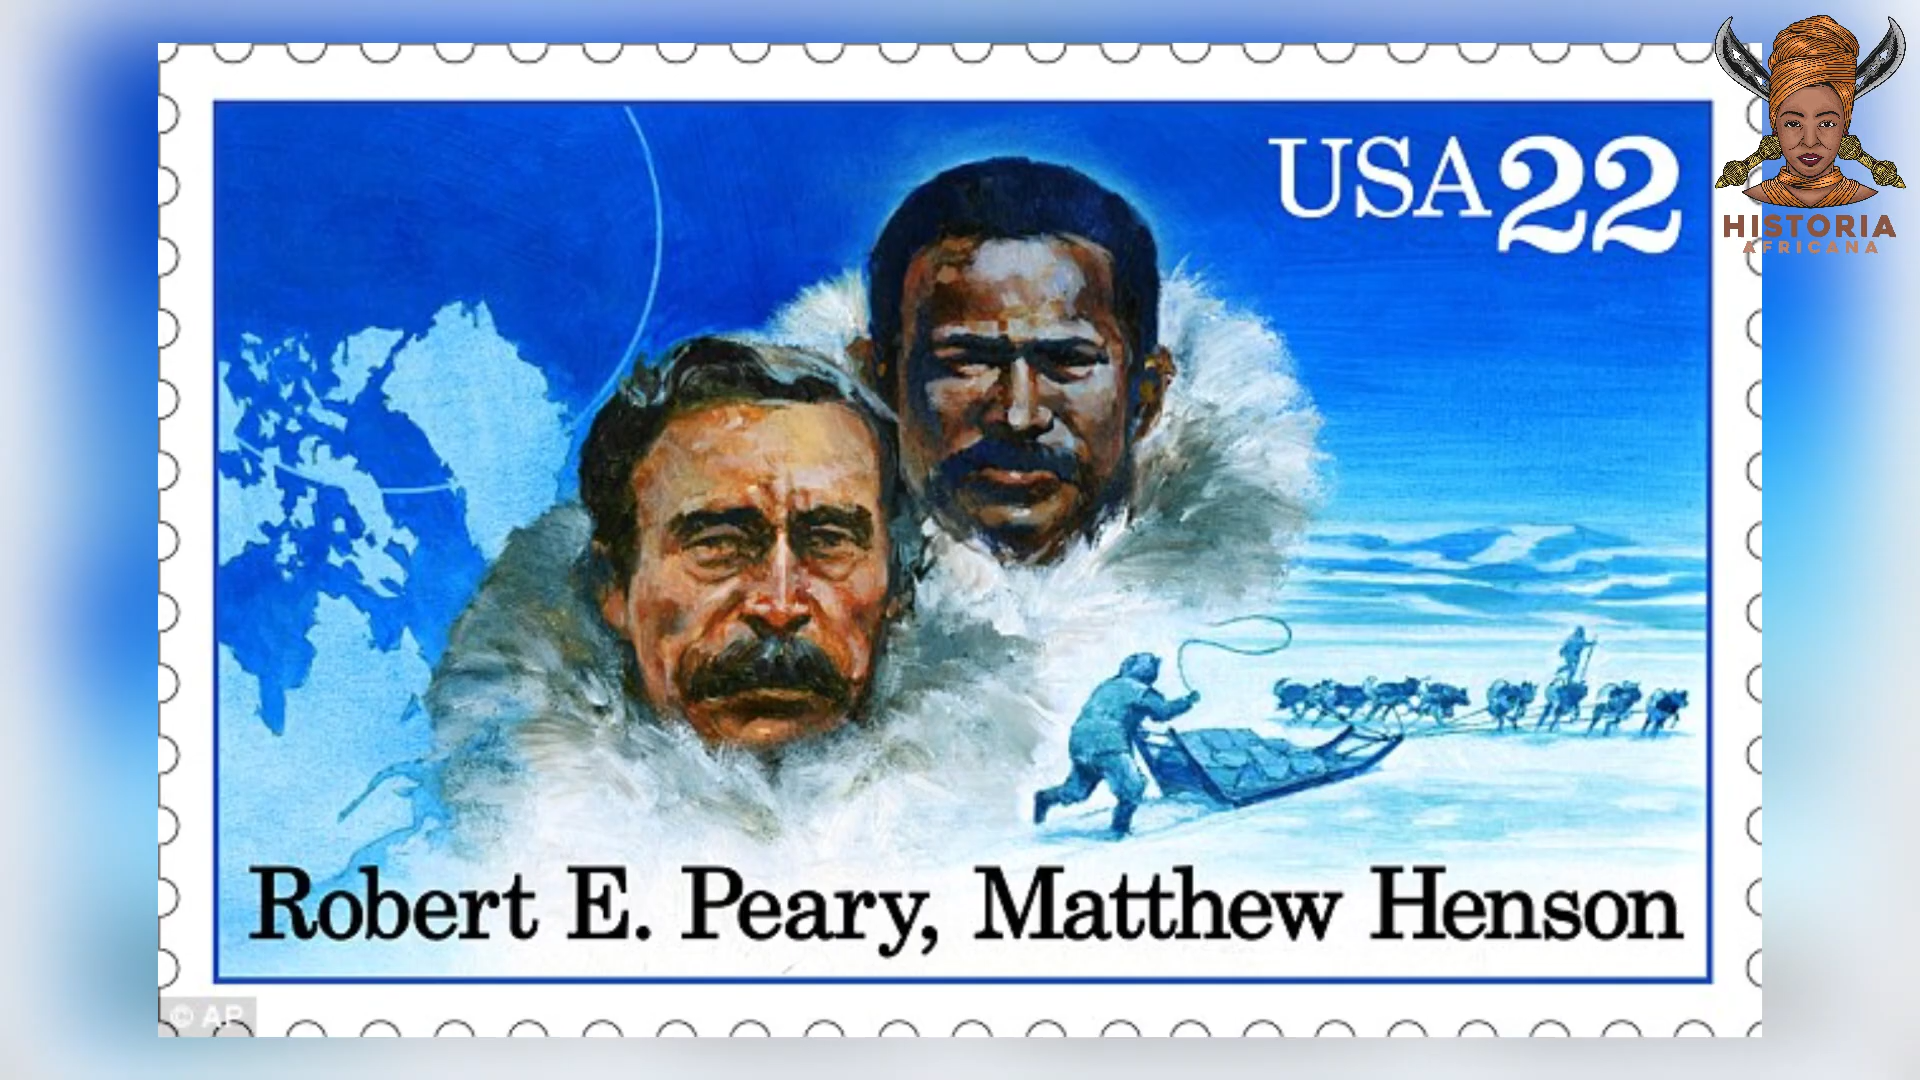 USA22
HISTORIA
AFRICANA
Robert E. Peary, Matthew Henson
© AP